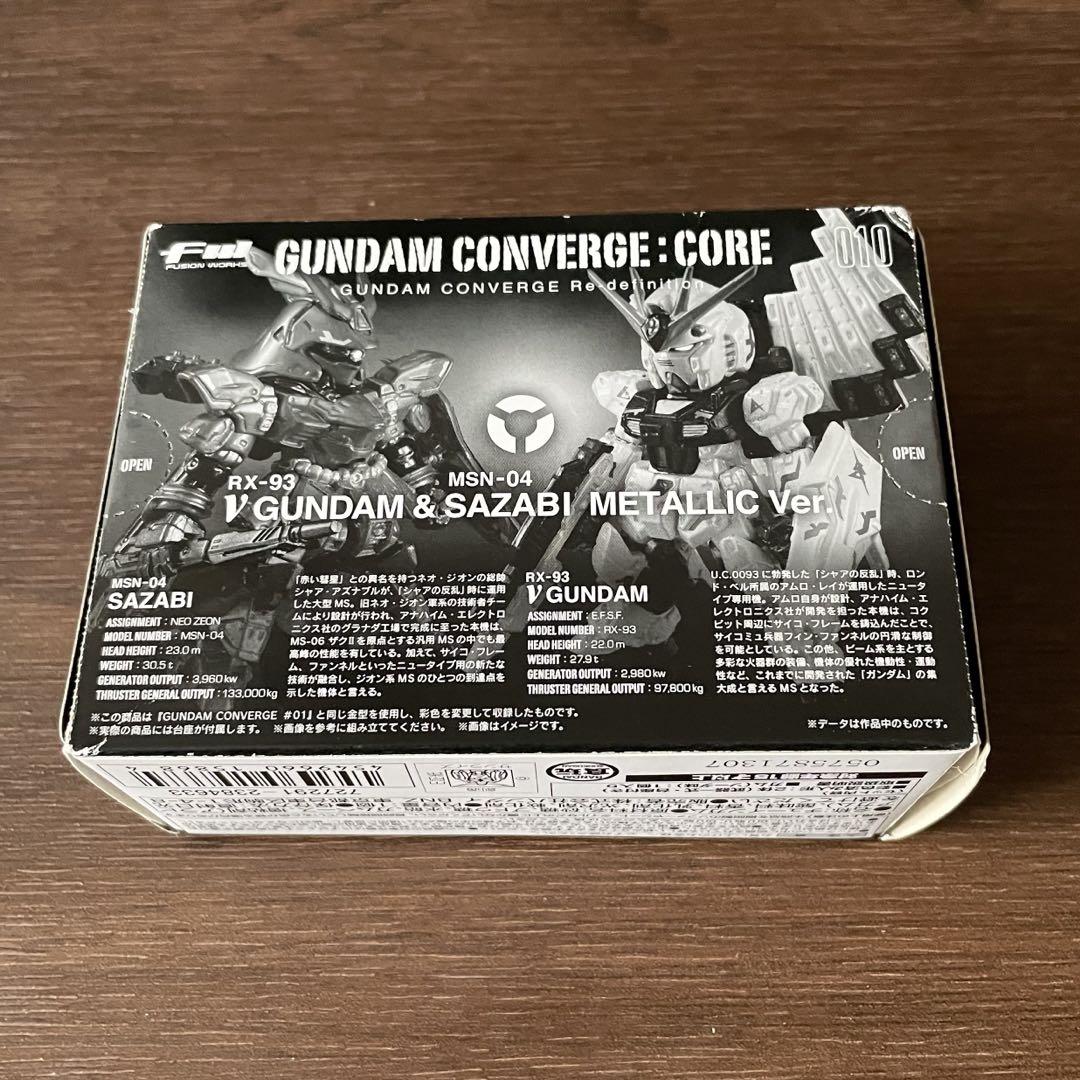 FW
FUSION WORKS
GUNDAM CONVERGE : CORE
010
GUNDAM CONVERGE Re-definition
OPEN
OPEN
RX-93
MSN-04
νGUNDAM & SAZABI METALLIC Ver.
MSN-04
SAZABI
ASSIGNMENT : NEO ZEON
MODEL NUMBER : MSN-04
HEAD HEIGHT : 23.0m
WEIGHT : 30.5 t
GENERATOR OUTPUT : 3,960kw
THRUSTER GENERAL OUTPUT : 133,000kg
「赤い彗星」との異名を持つネオ・ジオンの総帥
シャア・アズナブルが、「シャアの反乱」時に運用
した大型MS。旧ネオ・ジオン軍系の技術者チー
ムにより設計が行われ、アナハイム・エレクトロ
ニクス社のグラナダ工場で完成に至った本機は、
MS-06 ザクⅡを原点とする汎用MSの中でも最
高峰の性能を有している。加えて、サイコ・フレー
ム、ファンネルといったニュータイプ用の新たな
技術が融合し、ジオン系MSのひとつの到達点を
示した機体と言える。
RX-93
νGUNDAM
ASSIGNMENT : E.F.S.F.
MODEL NUMBER : RX-93
HEAD HEIGHT : 22.0m
WEIGHT : 27.9 t
GENERATOR OUTPUT : 2,980kw
THRUSTER GENERAL OUTPUT : 97,800kg
U.C.0093に勃発した「シャアの反乱」時、ロン
ド・ベル所属のアムロ・レイが運用したニュータ
イプ専用機。アムロ自身が設計、アナハイム・エ
レクトロニクス社が開発を担った本機は、コク
ピット周辺にサイコ・フレームを鋳込んだことで、
サイコミュ兵器フィン・ファンネルの円滑な制御
を可能としている。この他、ビーム系を主とする
多彩な火器群の装備、機体の優れた機動性・運動
性など、これまでに開発された「ガンダム」の集
大成と言えるMSとなった。
※この商品は『GUNDAM CONVERGE #01』と同じ金型を使用し、彩色を変更して収録したものです。
※実際の商品には台座が付属します。 ※画像を参考に組み立ててください。 ※画像はイメージです。
※データは作品中のものです。
0575871307
4549660115868
727291 239493